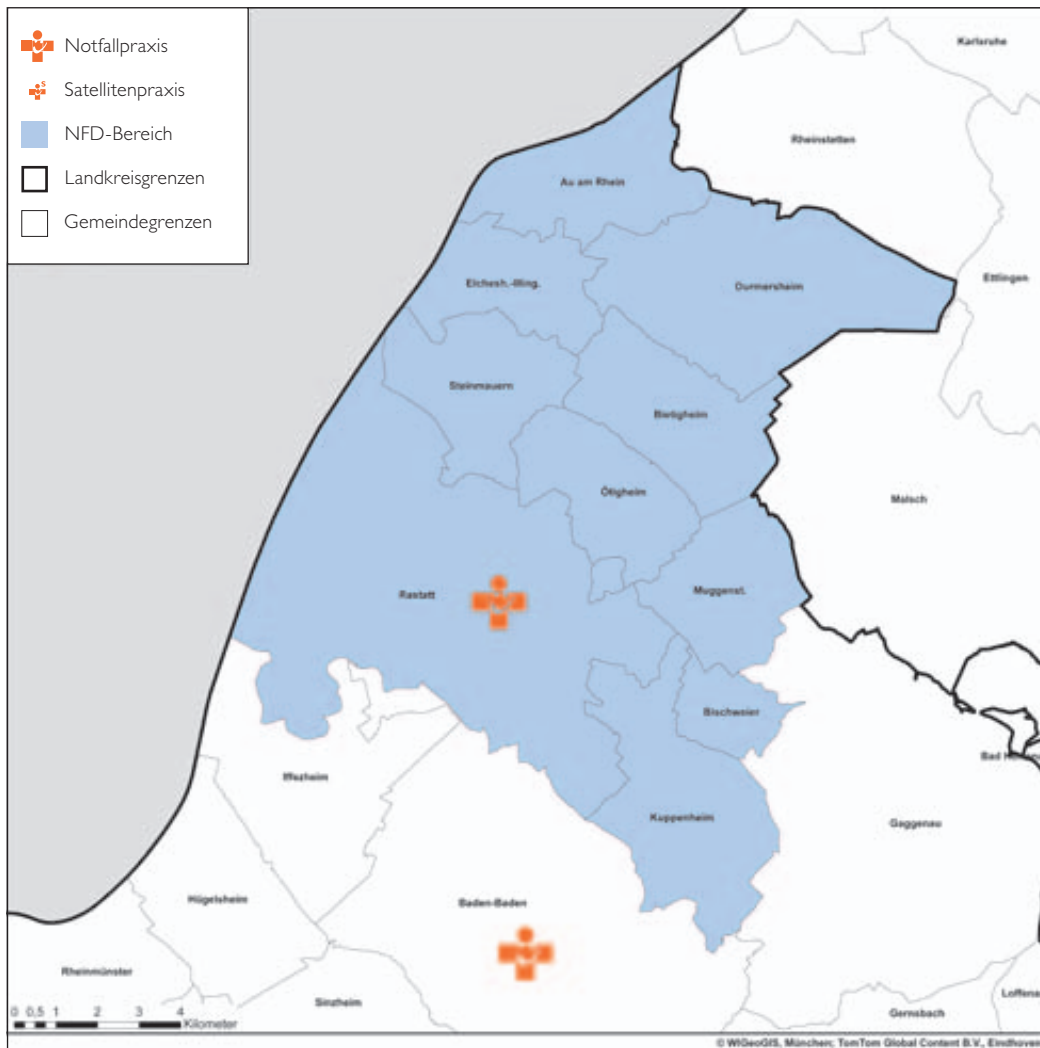 Notfallpraxis
Satellitenpraxis
NFD-Bereich
Landkreisgrenzen
Gemeindegrenzen
Karlsruhe
Rheinstetten
Au am Rhein
Ettlingen
Elchesh.-Illing.
Durmersheim
Steinmauern
Bietigheim
Ötigheim
Malsch
Rastatt
Muggenst.
Bischweier
Bad
Iffezheim
Kuppenheim
Gaggenau
Hügelsheim
Baden-Baden
Rheinmünster
Sinzheim
Loffena
Gernsbach
0 0,5 1 2 3 4
Kilometer
© WIGeoGIS, München; TomTom Global Content B.V., Eindhoven